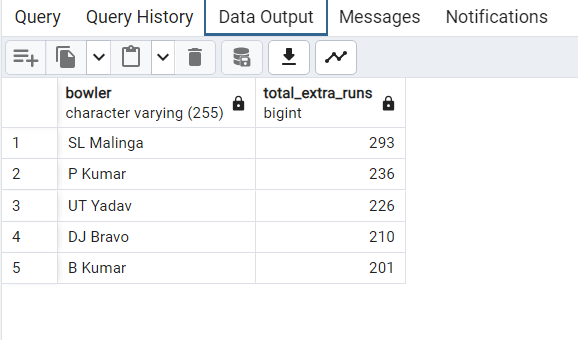 Query Query History Data Output Messages Notifications
bowler total_extra_runs
character varying (255) bigint
1 SL Malinga 293
2 P Kumar 236
3 UT Yadav 226
4 DJ Bravo 210
5 B Kumar 201